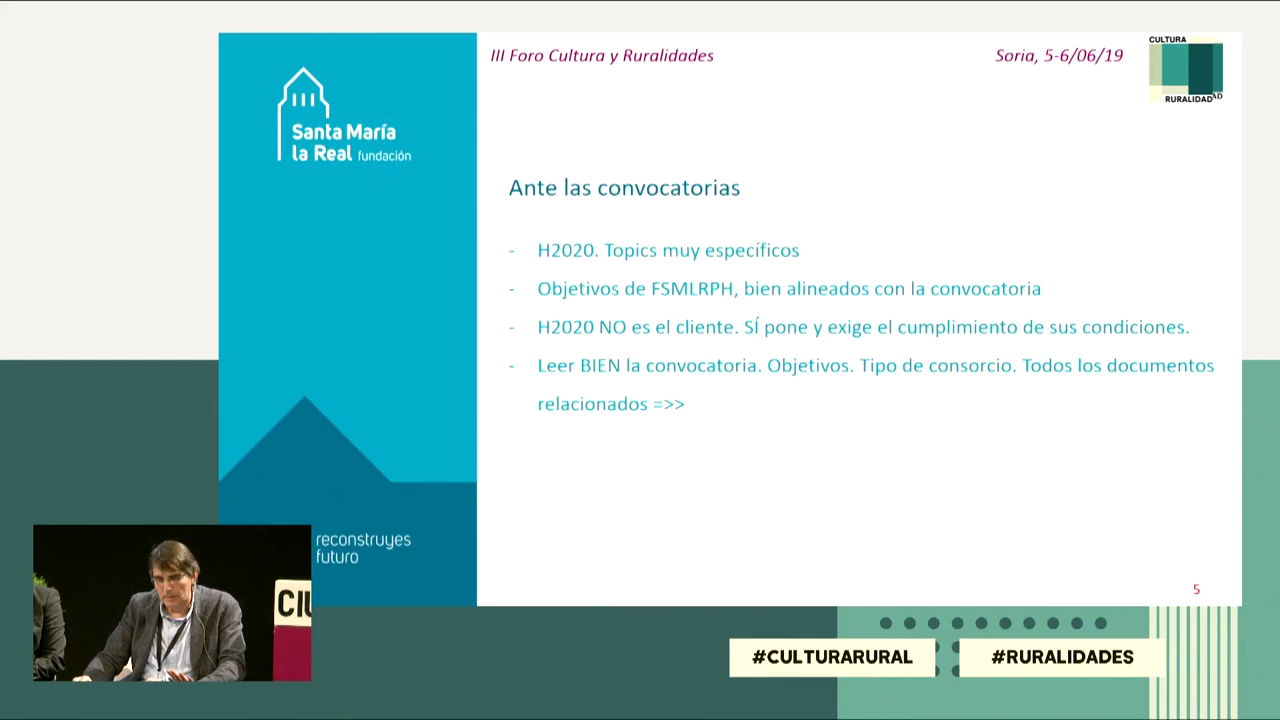 III Foro Cultura y Ruralidades
Soria, 5-6/06/19
CULTURA
RURALIDAD
AD
Santa María
la Real fundación
Ante las convocatorias
- H2020. Topics muy específicos
- Objetivos de FSMLRPH, bien alineados con la convocatoria
- H2020 NO es el cliente. SÍ pone y exige el cumplimiento de sus condiciones.
- Leer BIEN la convocatoria. Objetivos. Tipo de consorcio. Todos los documentos
relacionados =>>
reconstruyes
futuro
CIU
5
#CULTURARURAL
#RURALIDADES